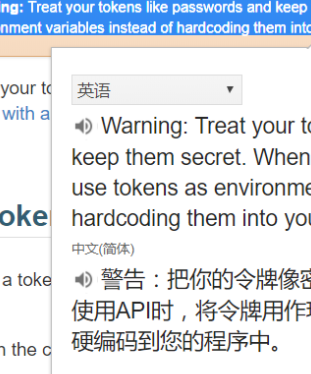 ing: Treat your tokens like passwords and keep
nment variables instead of hardcoding them into
your to
with a
英语
Warning: Treat your to
keep them secret. When
use tokens as environme
hardcoding them into you
oke
中文(简体)
a toke
警告：把你的令牌像密
使用API时，将令牌用作环
n the c
硬编码到您的程序中。